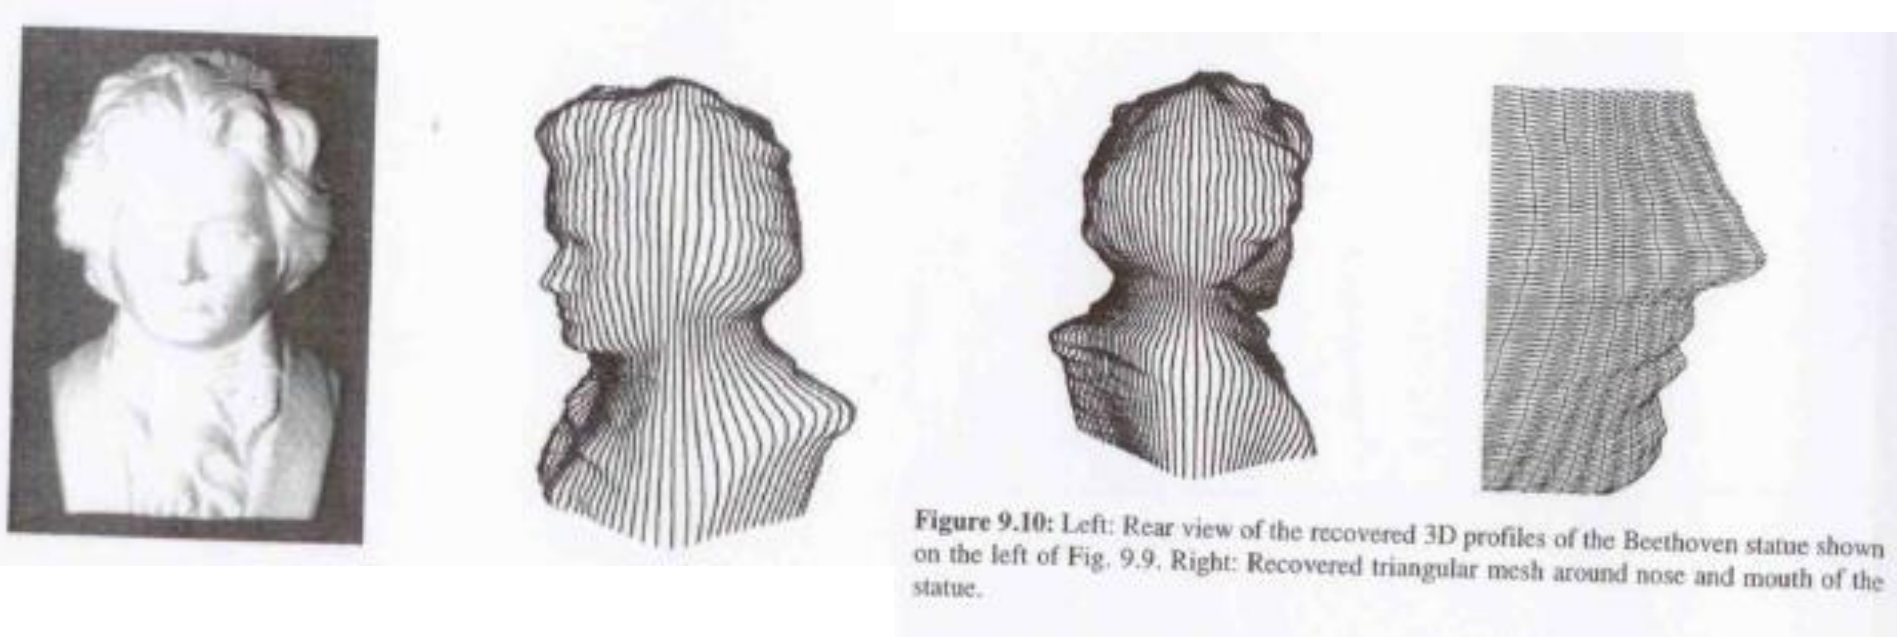 Figure 9.10: Left: Rear view of the recovered 3D profiles of the Beethoven statue shown
on the left of Fig. 9.9. Right: Recovered triangular mesh around nose and mouth of the
statue.